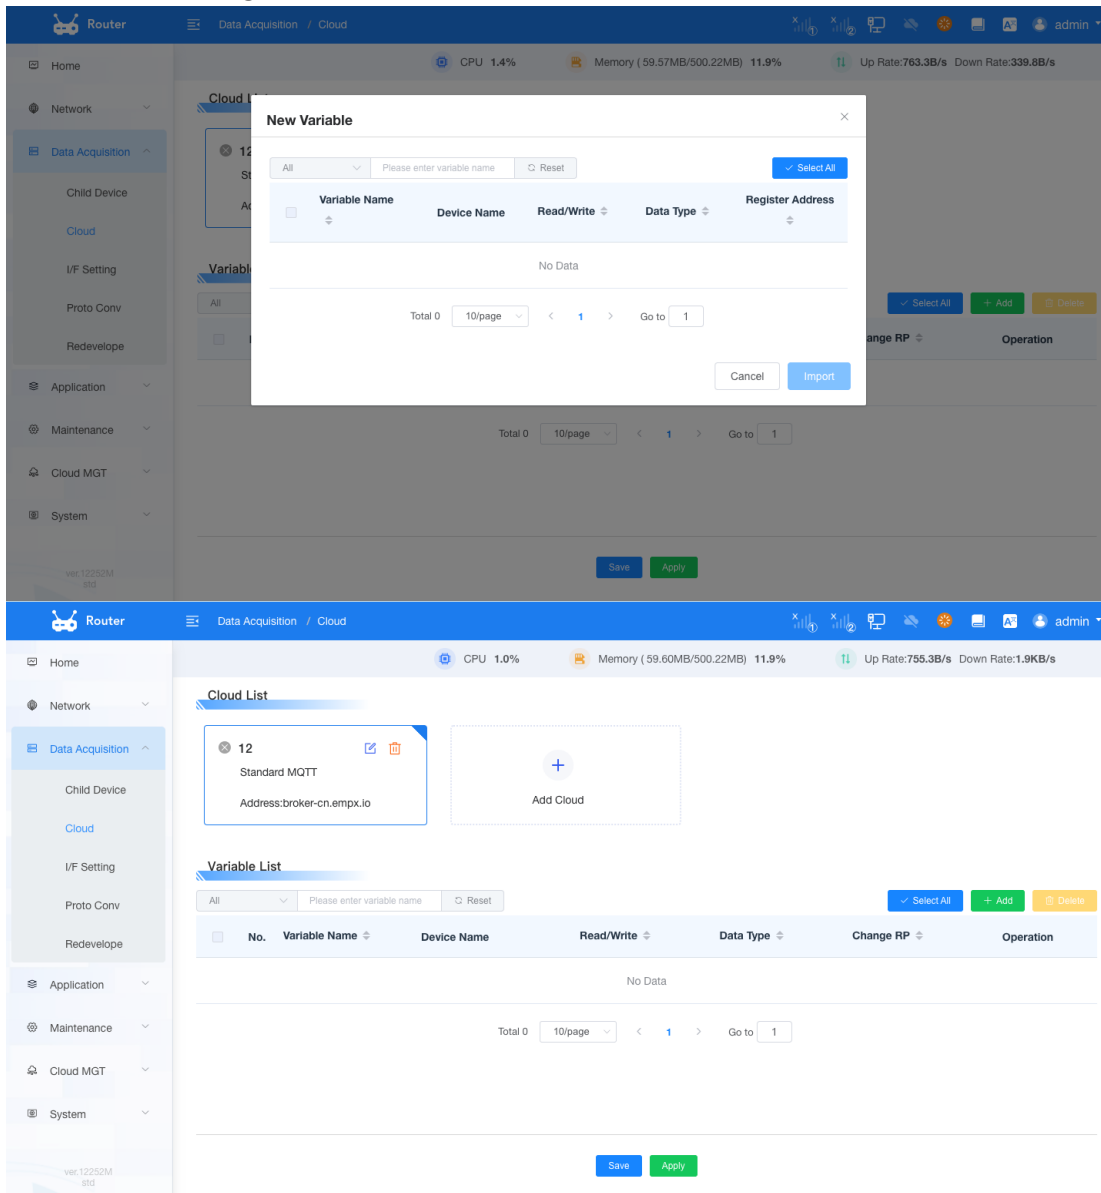 Router
Data Acquisition / Cloud
admin
Home
CPU 1.4%
Memory ( 59.57MB/500.22MB) 11.9%
Up Rate:763.3B/s Down Rate:339.8B/s
Network
Data Acquisition
Child Device
Cloud
I/F Setting
Proto Conv
Redevelope
Application
Maintenance
Cloud MGT
System
ver.12252M
std
Cloud
12
New Variable
All
Please enter variable name
Reset
Select All
Variable Name
Device Name
Read/Write
Data Type
Register Address
No Data
Total 0
10/page
1
Go to 1
Cancel
Import
All
Select All
Add
Delete
Operation
Total 0
10/page
1
Go to 1
Save
Apply
Router
Data Acquisition / Cloud
admin
Home
CPU 1.0%
Memory ( 59.60MB/500.22MB) 11.9%
Up Rate:755.3B/s Down Rate:1.9KB/s
Network
Data Acquisition
Child Device
Cloud
I/F Setting
Proto Conv
Redevelope
Application
Maintenance
Cloud MGT
System
ver.12252M
std
Cloud List
12
Standard MQTT
Address:broker-cn.empx.io
Add Cloud
Variable List
All
Please enter variable name
Reset
Select All
Add
Delete
No.
Variable Name
Device Name
Read/Write
Data Type
Change RP
Operation
No Data
Total 0
10/page
1
Go to 1
Save
Apply